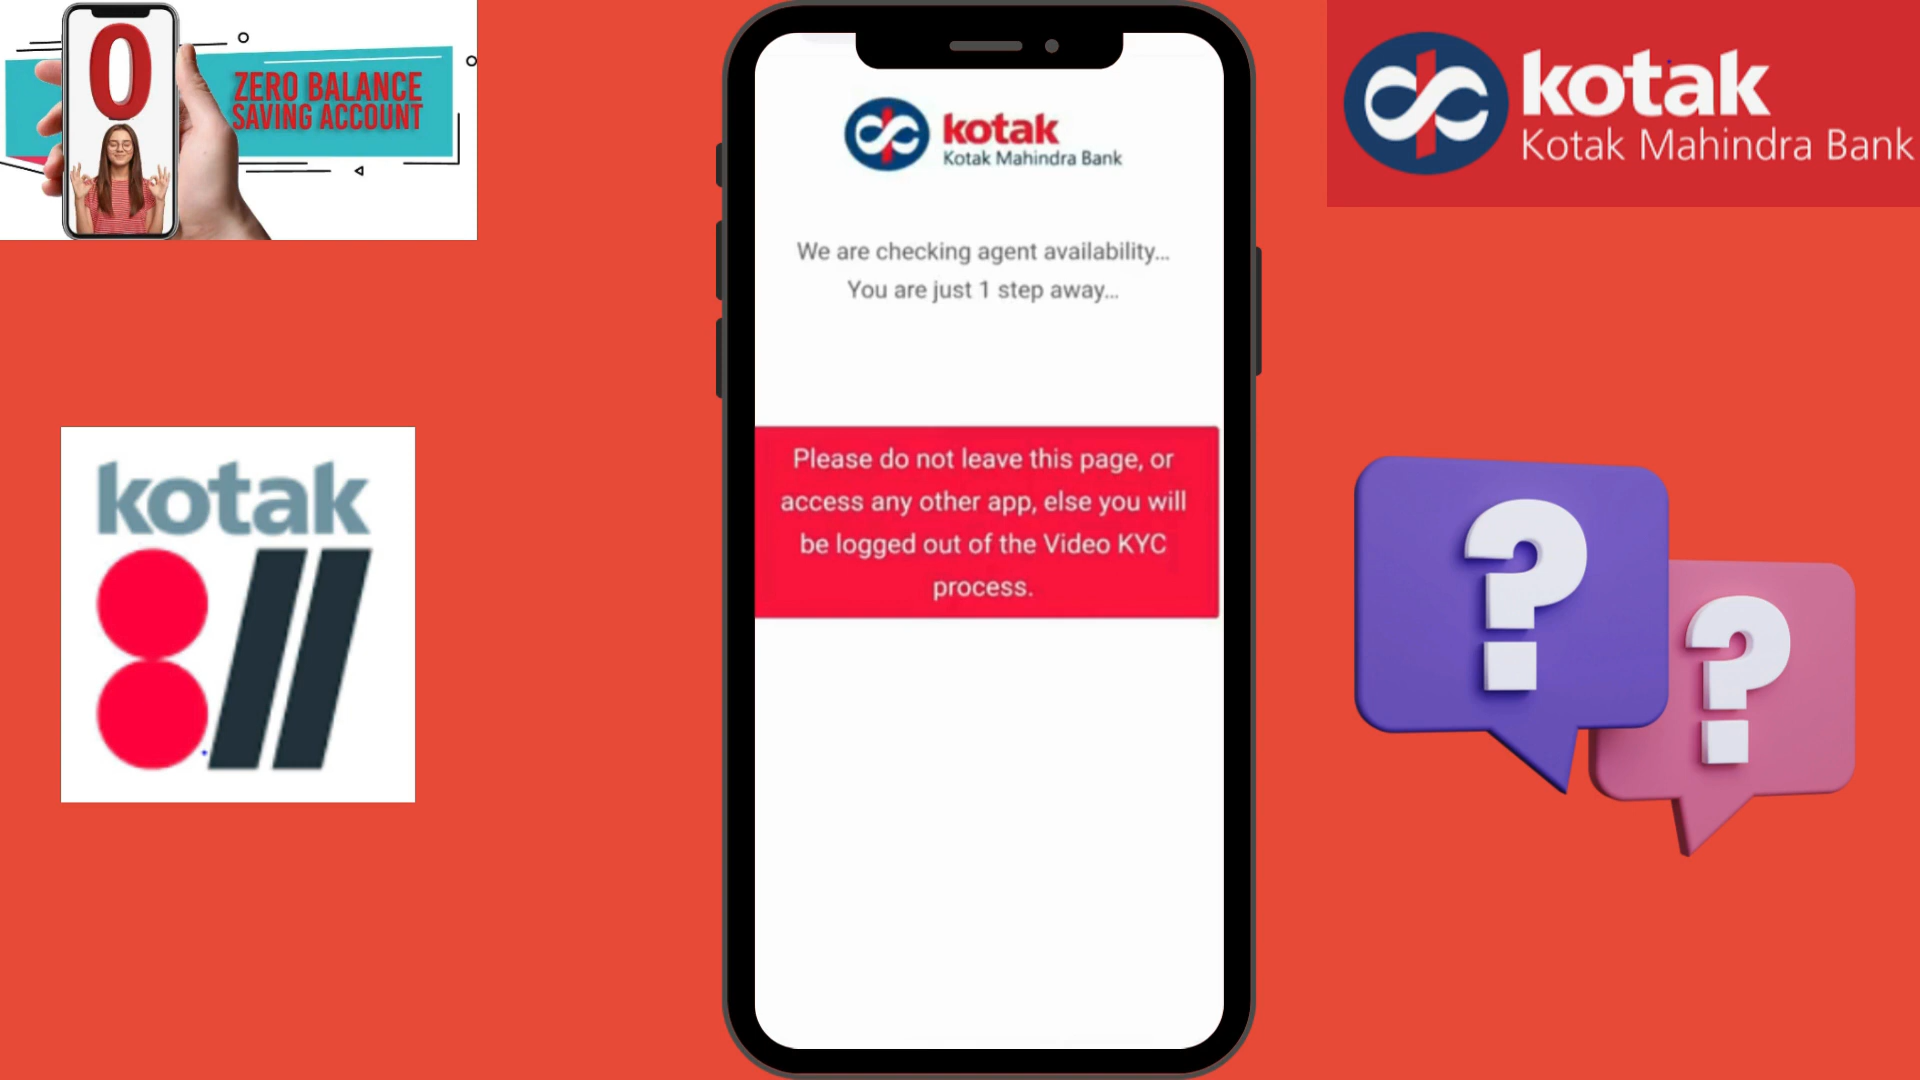 0
ZERO BALANCE
SAVING ACCOUNT
kotak
Kotak Mahindra Bank
We are checking agent availability...
You are just 1 step away...
Please do not leave this page, or
access any other app, else you will
be logged out of the Video KYC
process.
kotak
Kotak Mahindra Bank
kotak
811
?
?